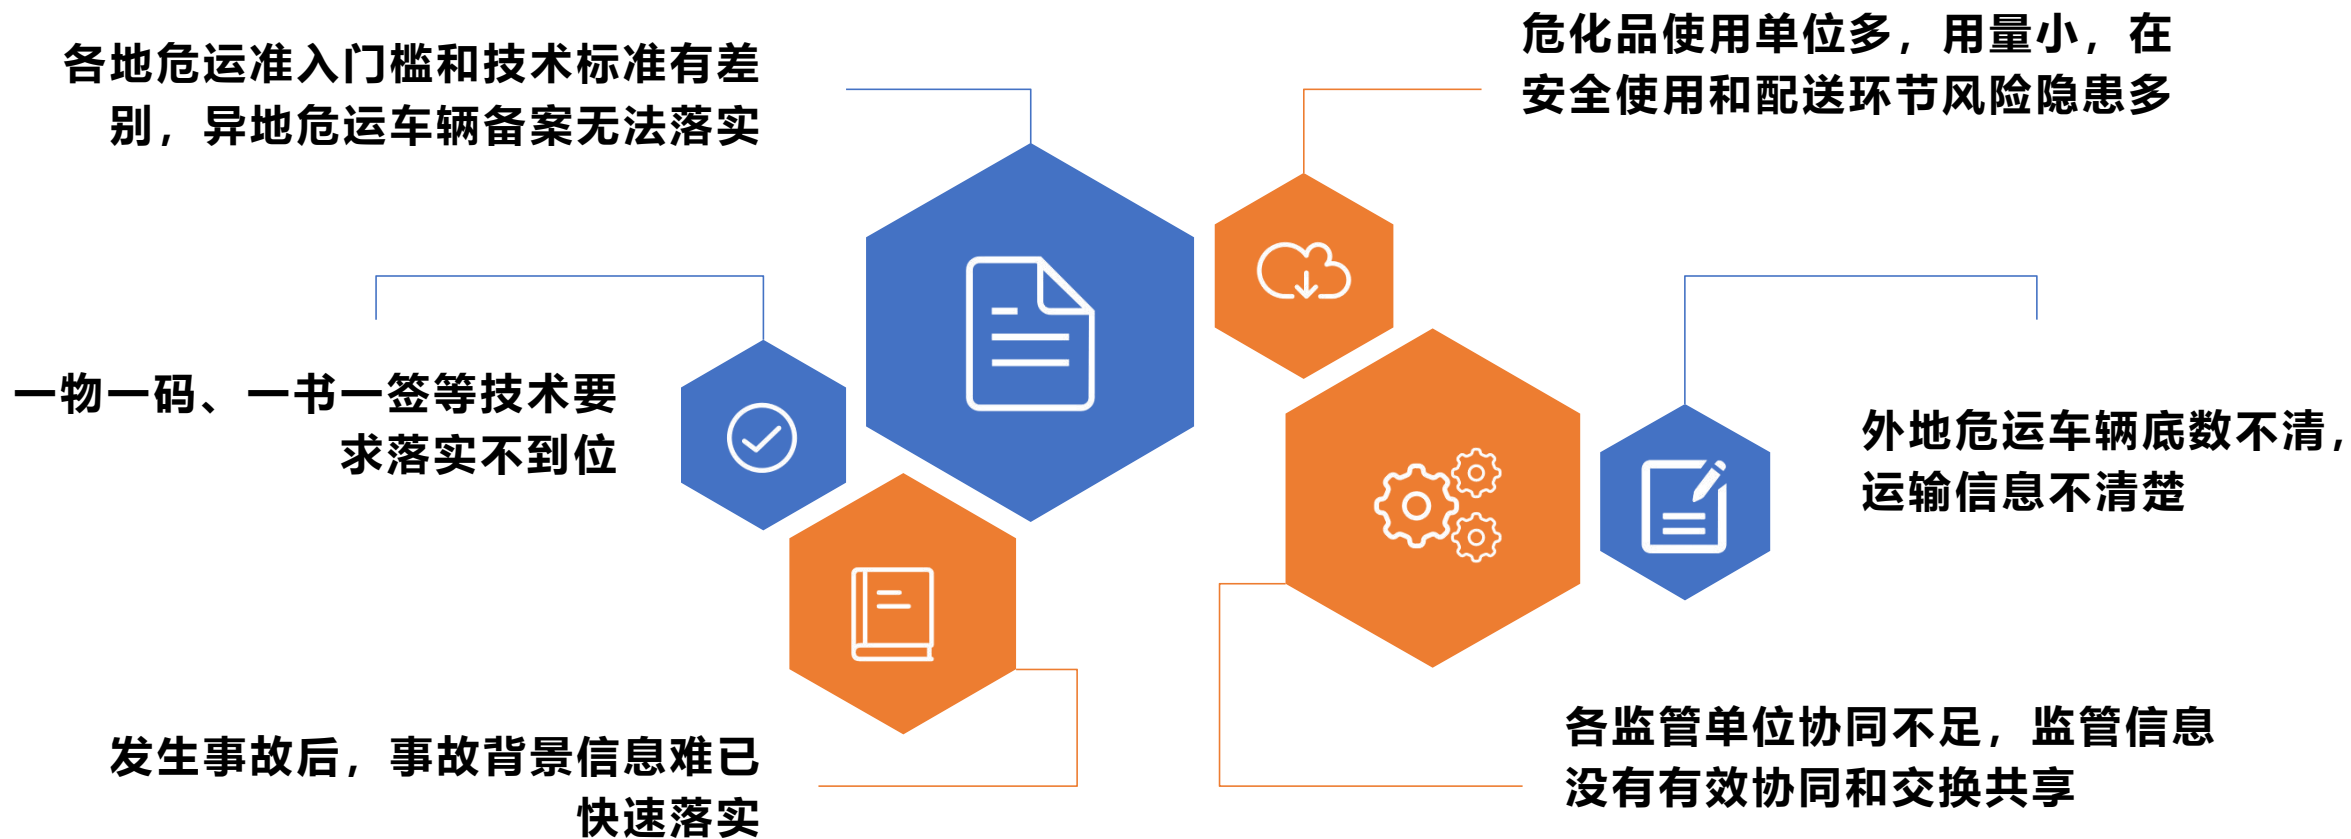 各地危运准入门槛和技术标准有差
别，异地危运车辆备案无法落实
危化品使用单位多，用量小，在
安全使用和配送环节风险隐患多
一物一码、一书一签等技术要
求落实不到位
外地危运车辆底数不清，
运输信息不清楚
发生事故后，事故背景信息难已
快速落实
各监管单位协同不足，监管信息
没有有效协同和交换共享